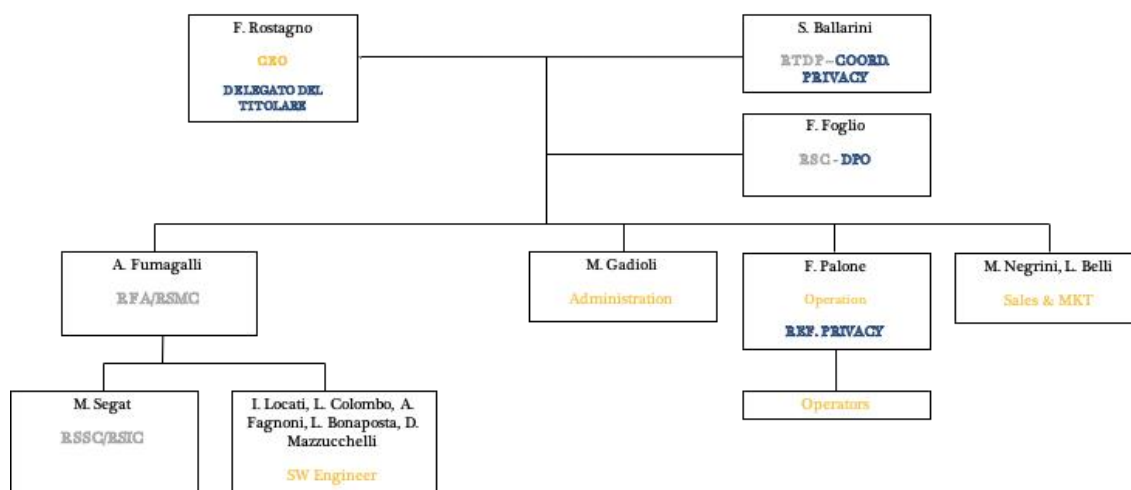 F. Rostagno
CEO
DELEGATO DEL
TITOLARE
S. Ballarini
RTDP – COORD.
PRIVACY
F. Foglio
RSC - DPO
A. Fumagalli
RFA/RSMC
M. Gadioli
Administration
F. Palone
Operation
REF. PRIVACY
M. Negrini, L. Belli
Sales & MKT
M. Segat
RSSC/RSIC
I. Locati, L. Colombo, A.
Fagnoni, L. Bonaposta, D.
Mazzucchelli
SW Engineer
Operators